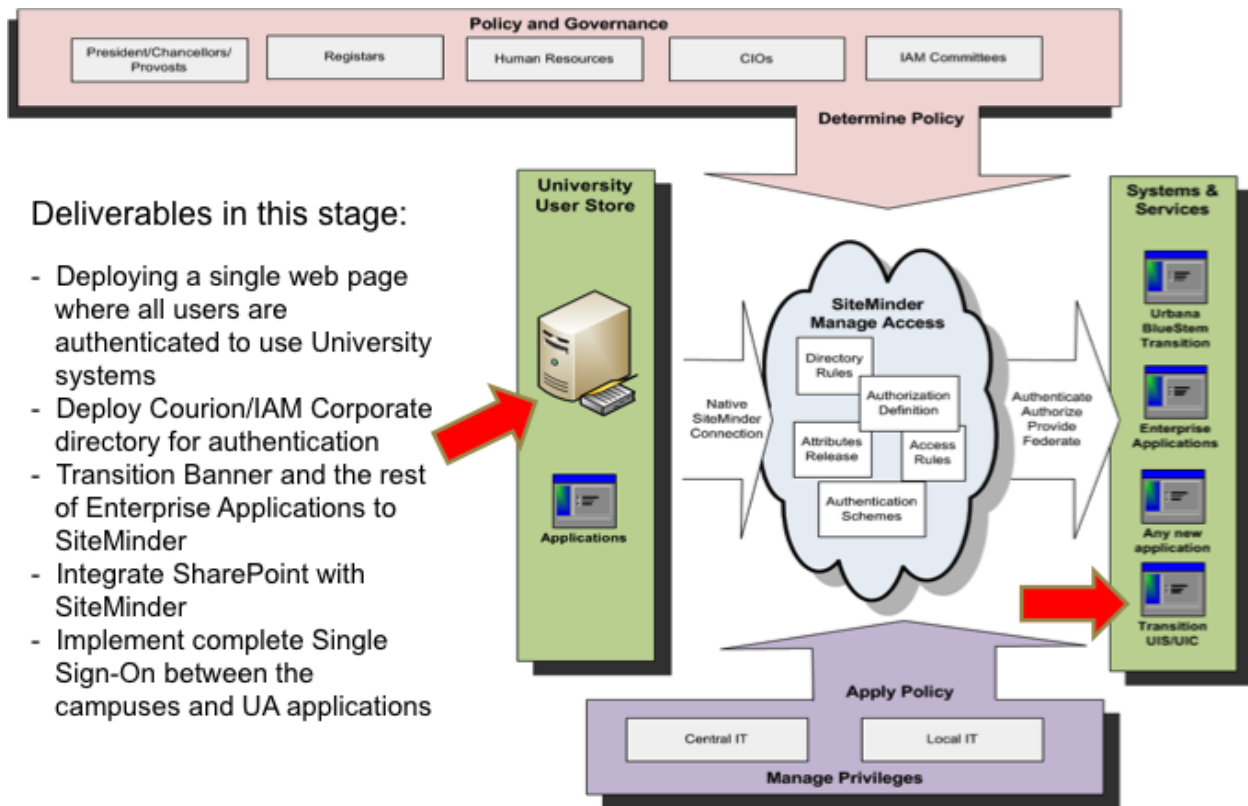 Policy and Governance
President/Chancellors/
Provosts
Registrars
Human Resources
CIOs
IAM Committees
Determine Policy
Deliverables in this stage:
- Deploying a single web page
where all users are
authenticated to use University
systems
- Deploy Courion/IAM Corporate
directory for authentication
- Transition Banner and the rest
of Enterprise Applications to
SiteMinder
- Integrate SharePoint with
SiteMinder
- Implement complete Single
Sign-On between the
campuses and UA applications
University
User Store
Applications
Native
SiteMinder
Connection
SiteMinder
Manage Access
Directory
Rules
Authorization
Definition
Attributes
Release
Access
Rules
Authentication
Schemes
Authenticate
Authorize
Provide
Federate
Systems &
Services
Urbana
BlueStem
Transition
Enterprise
Applications
Any new
application
Transition
UIS/UIC
Apply Policy
Central IT
Local IT
Manage Privileges